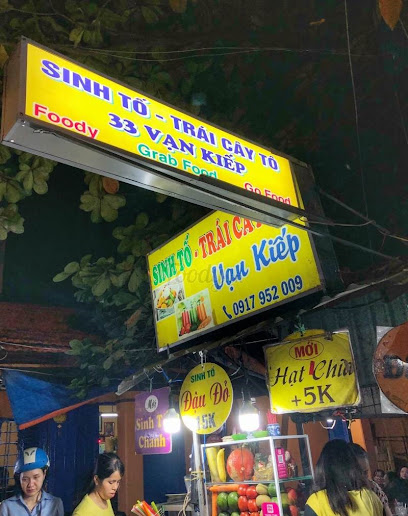 SINH TỐ - TRÁI CÂY TÔ
33 VẠN KIẾP
Foody
Grab Food
Go Food
SINH TỐ - TRÁI CÂY
Vạn Kiếp
0917 952 009
MỚI
Hạt Chia
+5K
SINH TỐ
Đậu Đỏ
Sinh Tố
Chanh